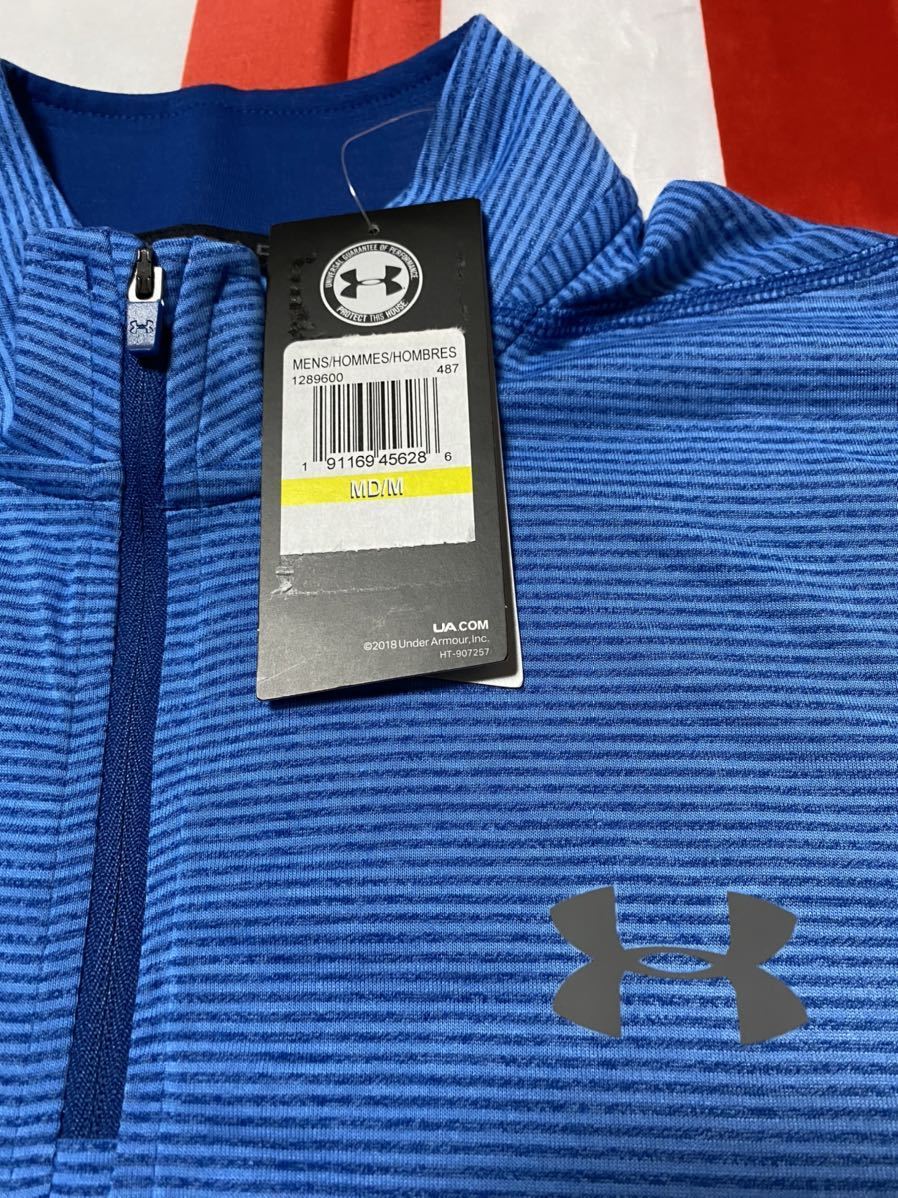 UNIVERSAL GUARANTEE OF PERFORMANCE
PROTECT THIS HOUSE.
MENS/HOMMES/HOMBRES
1289600 487
1 91169 45628 6
MD/M
UA.COM
©2018 Under Armour, Inc.
HT-907257